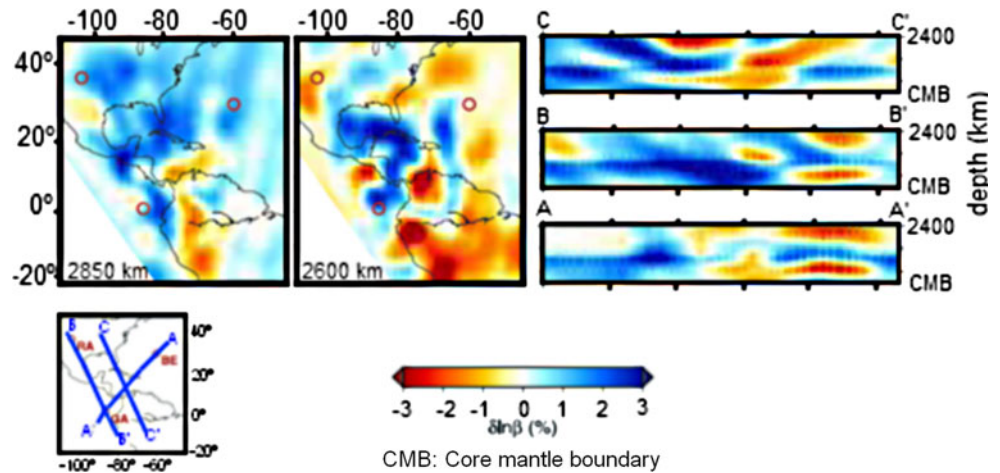 -100 -80 -60
-100 -80 -60
40°
20°
0°
-20°
2850 km
2600 km
C C'
2400
CMB
B B'
2400
CMB
A A'
2400
CMB
depth (km)
B C A
RA BE
GA
A' B' C'
40°
20°
0°
-20°
-100° -80° -60°
-3 -2 -1 0 1 2 3
δlnβ (%)
CMB: Core mantle boundary